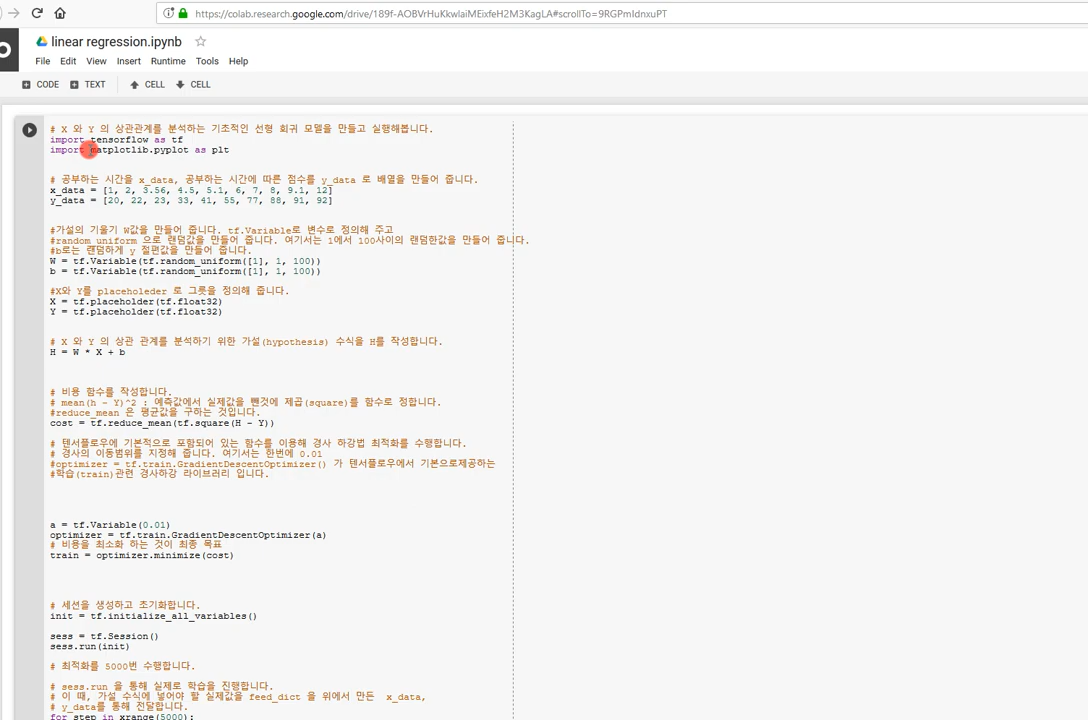 https://colab.research.google.com/drive/189f-AOBVrHuKkwlaiMEixfeH2M3KagLA#scrollTo=9RGPmIdnxuPT
linear regression.ipynb
File Edit View Insert Runtime Tools Help
CODE TEXT CELL CELL
# X 와 Y 의 상관관계를 분석하는 기초적인 선형 회귀 모델을 만들고 실행해봅니다.
import tensorflow as tf
import matplotlib.pyplot as plt
# 공부하는 시간을 x_data, 공부하는 시간에 따른 점수를 y_data 로 배열을 만들어 줍니다.
x_data = [1, 2, 3.56, 4.5, 5.1, 6, 7, 8, 9.1, 12]
y_data = [20, 22, 23, 33, 41, 55, 77, 88, 91, 92]
#가설의 기울기 W값을 만들어 줍니다. tf.Variable로 변수로 정의해 주고
#random_uniform 으로 랜덤값을 만들어 줍니다. 여기서는 1에서 100사이의 랜덤한값을 만들어 줍니다.
#b로는 랜덤하게 y 절편값을 만들어 줍니다.
W = tf.Variable(tf.random_uniform([1], 1, 100))
b = tf.Variable(tf.random_uniform([1], 1, 100))
#X와 Y를 placeholeder 로 그릇을 정의해 줍니다.
X = tf.placeholder(tf.float32)
Y = tf.placeholder(tf.float32)
# X 와 Y 의 상관 관계를 분석하기 위한 가설(hypothesis) 수식을 H를 작성합니다.
H = W * X + b
# 비용 함수를 작성합니다.
# mean(h - Y)^2 : 예측값에서 실제값을 뺀것에 제곱(square)를 함수로 정합니다.
#reduce_mean 은 평균값을 구하는 것입니다.
cost = tf.reduce_mean(tf.square(H - Y))
# 텐서플로우에 기본적으로 포함되어 있는 함수를 이용해 경사 하강법 최적화를 수행합니다.
# 경사의 이동범위를 지정해 줍니다. 여기서는 한번에 0.01
#optimizer = tf.train.GradientDescentOptimizer() 가 텐서플로우에서 기본으로제공하는
#학습(train)관련 경사하강 라이브러리 입니다.
a = tf.Variable(0.01)
optimizer = tf.train.GradientDescentOptimizer(a)
# 비용을 최소화 하는 것이 최종 목표
train = optimizer.minimize(cost)
# 세션을 생성하고 초기화합니다.
init = tf.initialize_all_variables()
sess = tf.Session()
sess.run(init)
# 최적화를 5000번 수행합니다.
# sess.run 을 통해 실제로 학습을 진행합니다.
# 이 때, 가설 수식에 넣어야 할 실제값을 feed_dict 을 위에서 만든 x_data,
# y_data를 통해 전달합니다.
for step in xrange(5000):